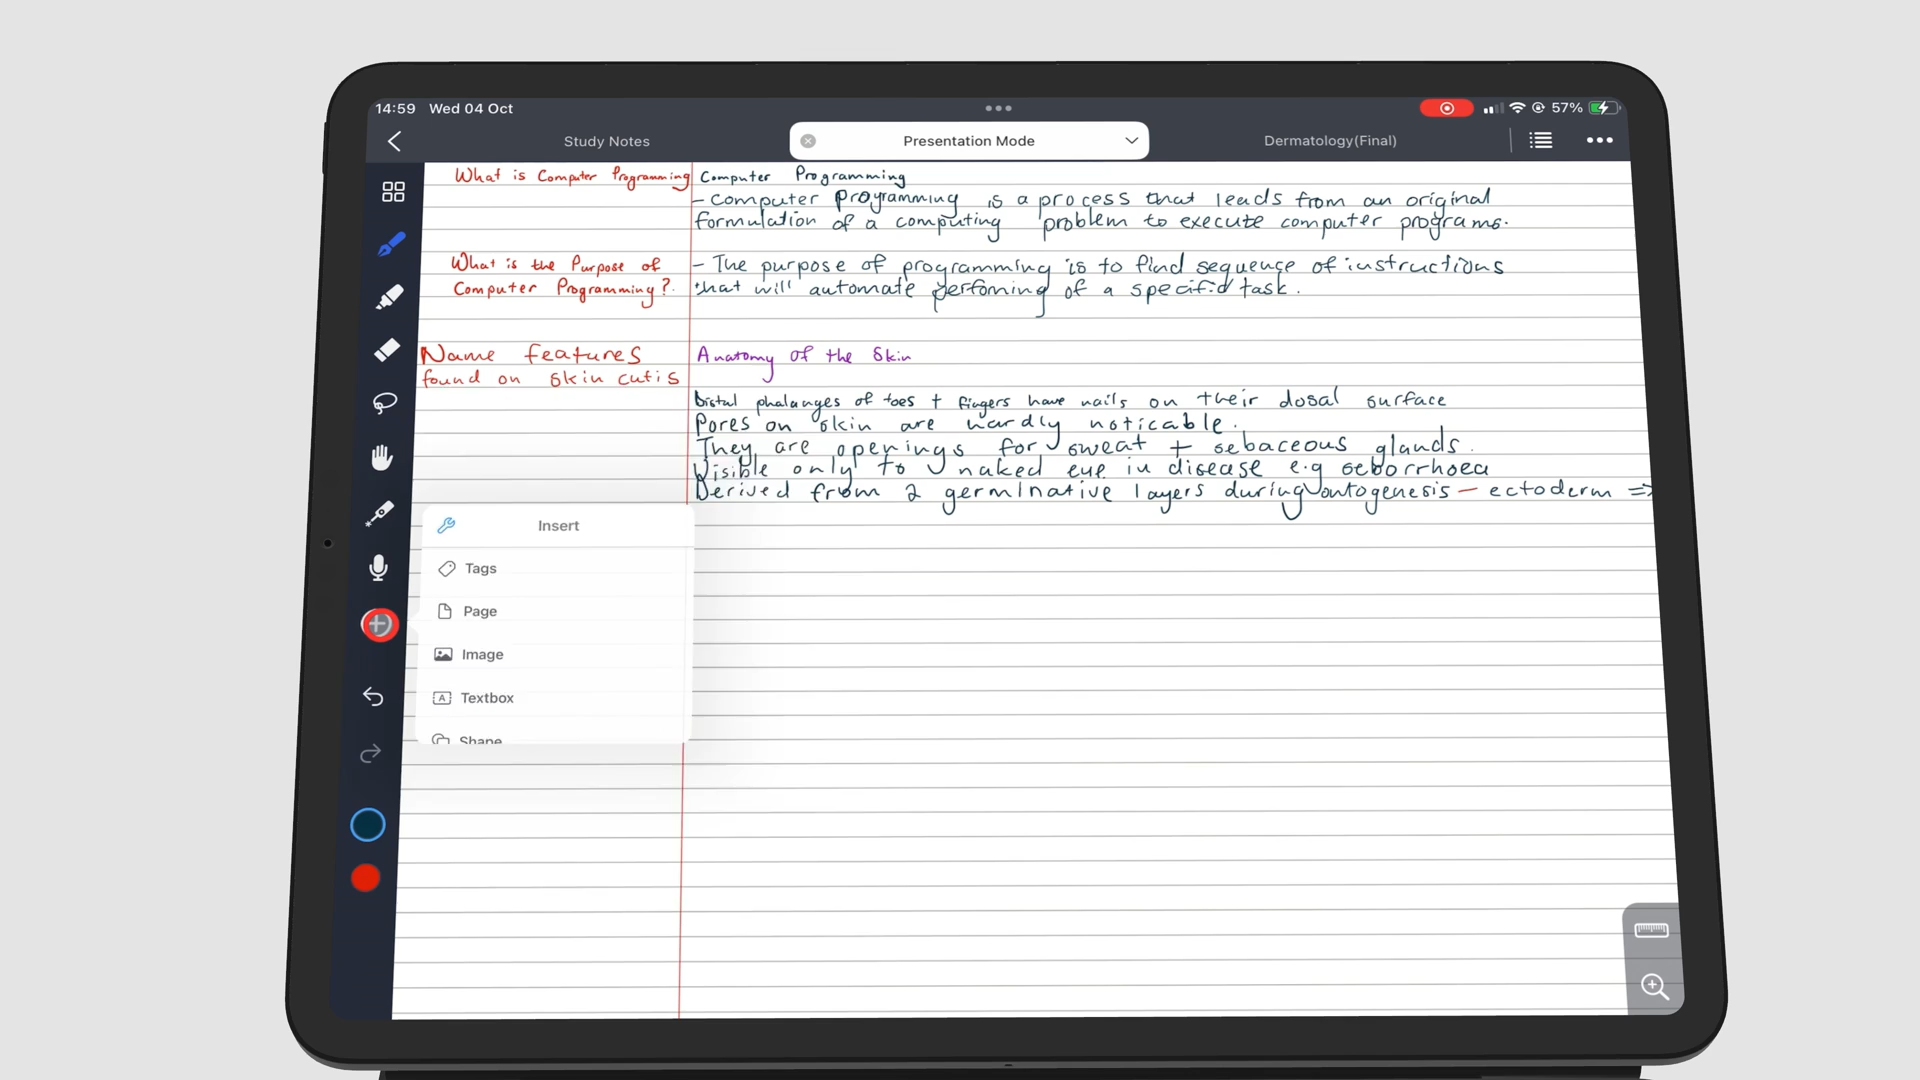 14:59 Wed 04 Oct
57%
Study Notes
Presentation Mode
Dermatology(Final)
What is Computer Programming
Computer Programming
- Computer Programming is a process that leads from an original
formulation of a computing problem to execute computer programs.
What is the Purpose of
Computer Programming?
- The purpose of programming is to find sequence of instructions
that will automate perfoming of a specific task.
Name features
found on skin cutis
Anatomy of the Skin
Distal phalanges of toes + fingers have nails on their dosal surface
Pores on skin are hardly noticable.
They are openings for sweat + sebaceous glands.
Visible only to naked eye in disease e.g seborrhoea
Derived from 2 germinative layers during ontogenesis - ectoderm =>
Insert
Tags
Page
Image
Textbox
Shape